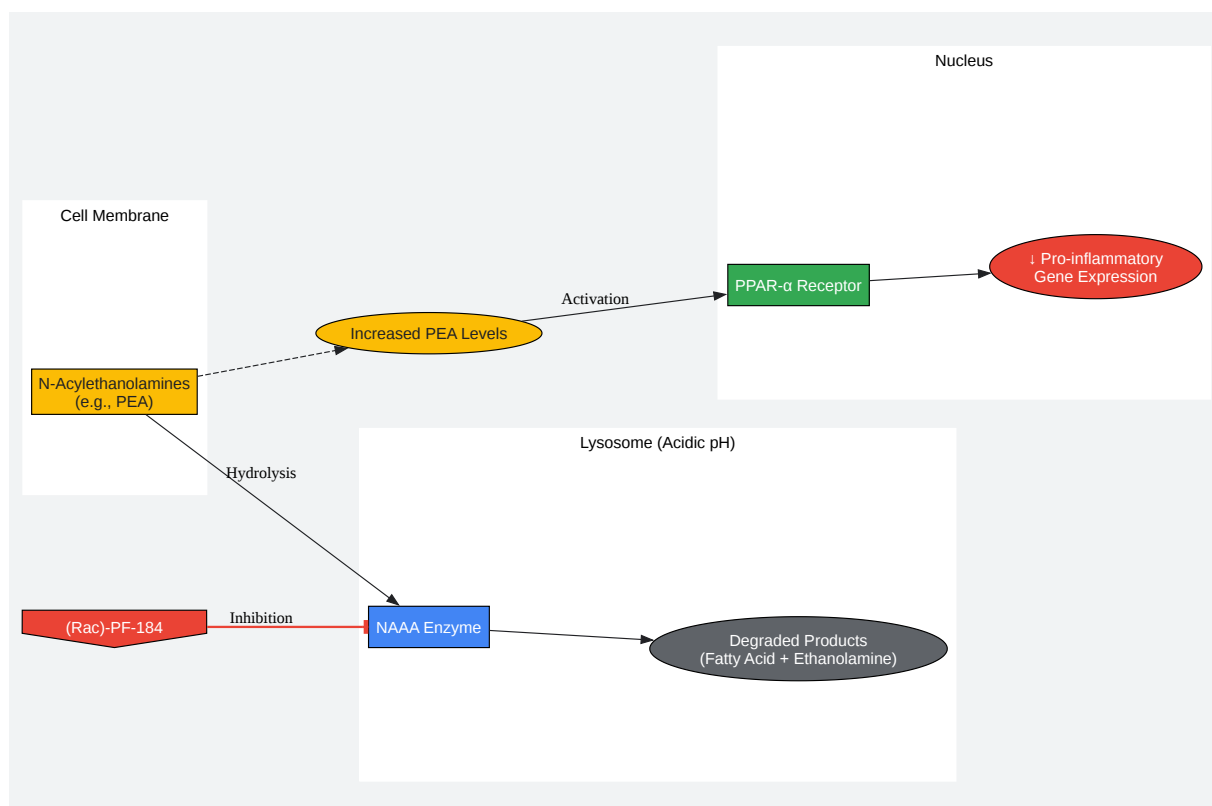 Nucleus
Cell Membrane
↓ Pro-inflammatory
Gene Expression
PPAR-α Receptor
Activation
Increased PEA Levels
N-Acylethanolamines
(e.g., PEA)
Lysosome (Acidic pH)
Hydrolysis
Inhibition
(Rac)-PF-184
NAAA Enzyme
Degraded Products
(Fatty Acid + Ethanolamine)